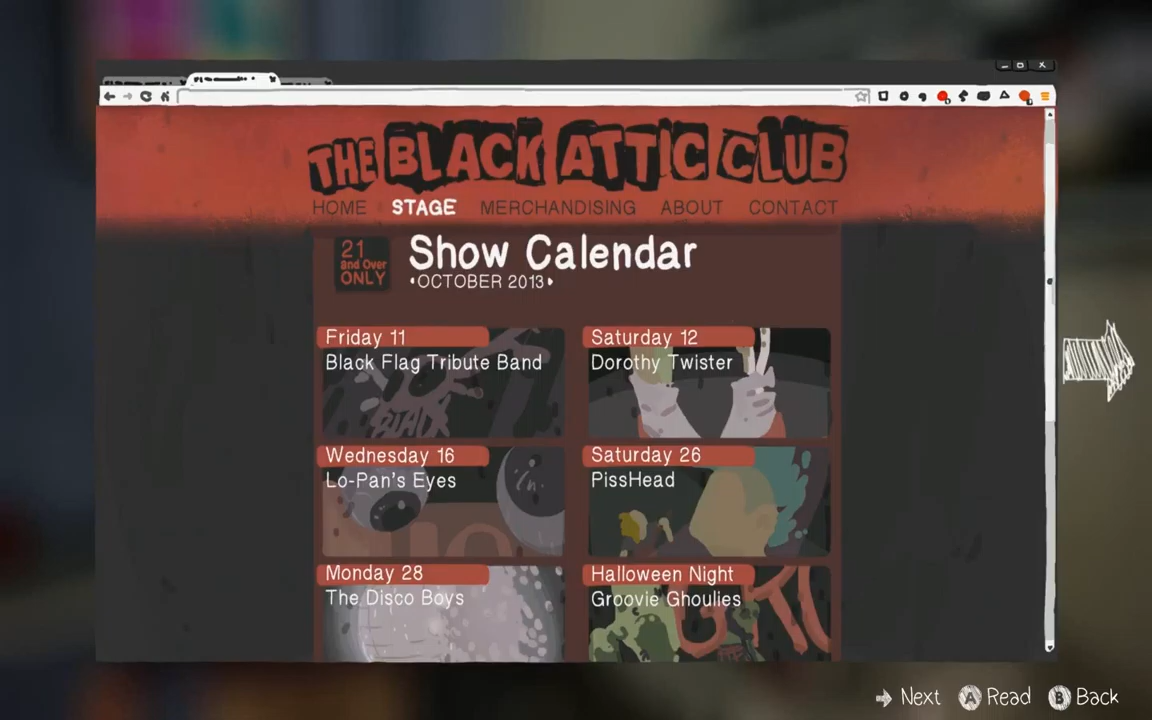 THE BLACK ATTIC CLUB
HOME STAGE MERCHANDISING ABOUT CONTACT
21
and Over
ONLY
Show Calendar
OCTOBER 2013
Friday 11
Black Flag Tribute Band
Saturday 12
Dorothy Twister
Wednesday 16
Lo-Pan's Eyes
Saturday 26
PissHead
Monday 28
The Disco Boys
Halloween Night
Groovie Ghoulies
Next A Read B Back